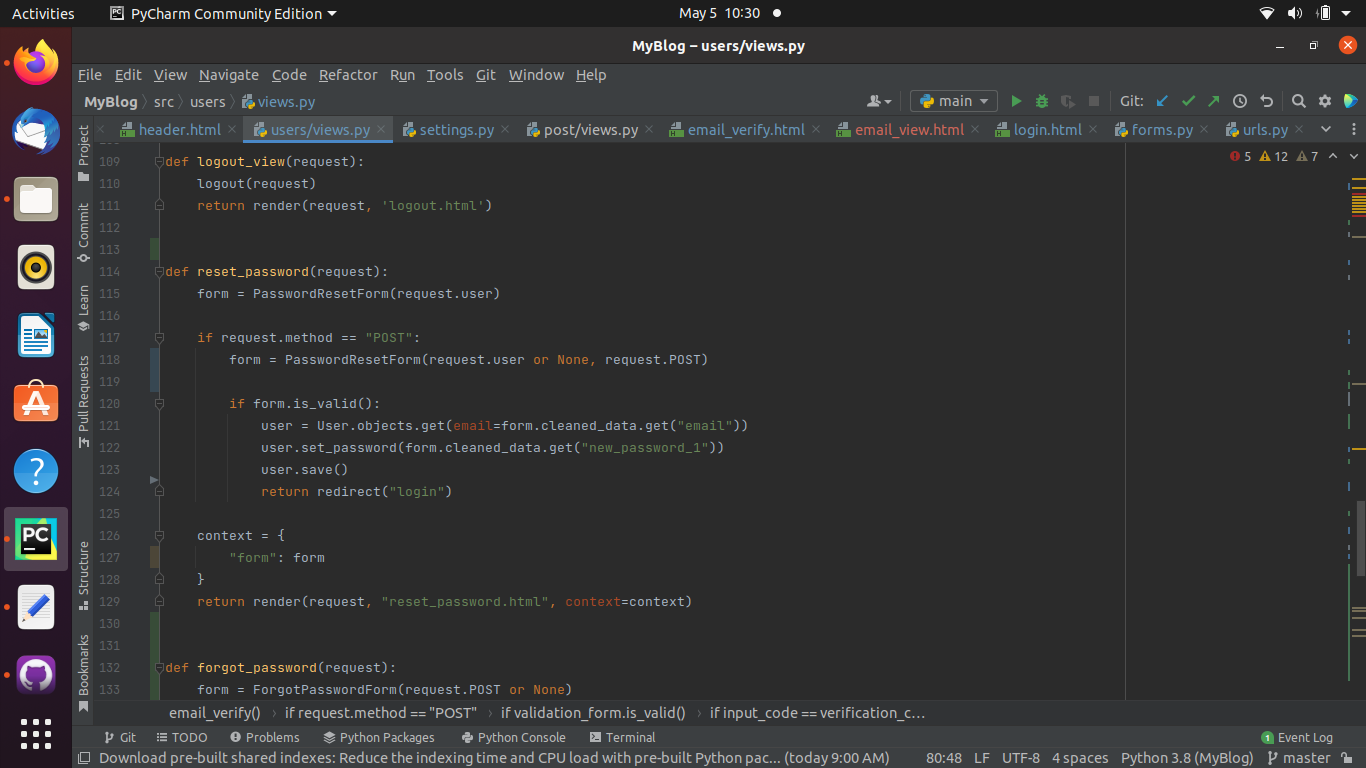 Activities
PyCharm Community Edition
May 5 10:30
MyBlog – users/views.py
File Edit View Navigate Code Refactor Run Tools Git Window Help
MyBlog src users views.py
main
Git:
header.html
users/views.py
settings.py
post/views.py
email_verify.html
email_view.html
login.html
forms.py
urls.py
Project
Commit
Learn
Pull Requests
Structure
Bookmarks
5 12 7
109 def logout_view(request):
110     logout(request)
111     return render(request, 'logout.html')
112
113
114 def reset_password(request):
115     form = PasswordResetForm(request.user)
116
117     if request.method == "POST":
118         form = PasswordResetForm(request.user or None, request.POST)
119
120         if form.is_valid():
121             user = User.objects.get(email=form.cleaned_data.get("email"))
122             user.set_password(form.cleaned_data.get("new_password_1"))
123             user.save()
124             return redirect("login")
125
126     context = {
127         "form": form
128     }
129     return render(request, "reset_password.html", context=context)
130
131
132 def forgot_password(request):
133     form = ForgotPasswordForm(request.POST or None)
email_verify() if request.method == "POST" if validation_form.is_valid() if input_code == verification_c...
Git TODO Problems Python Packages Python Console Terminal
1 Event Log
Download pre-built shared indexes: Reduce the indexing time and CPU load with pre-built Python pac... (today 9:00 AM)
80:48 LF UTF-8 4 spaces Python 3.8 (MyBlog) master
PC
?